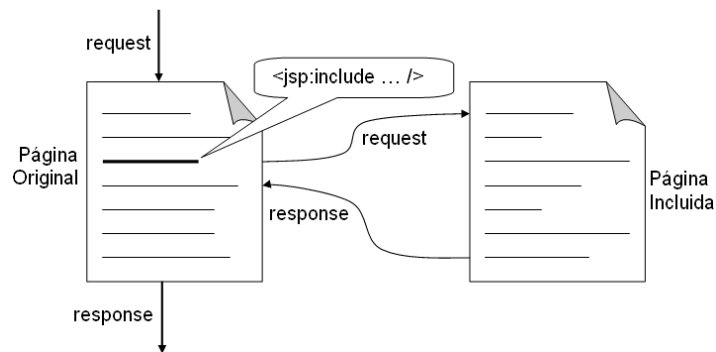 request
<jsp:include … />
request
Página
Original
Página
Incluida
response
response